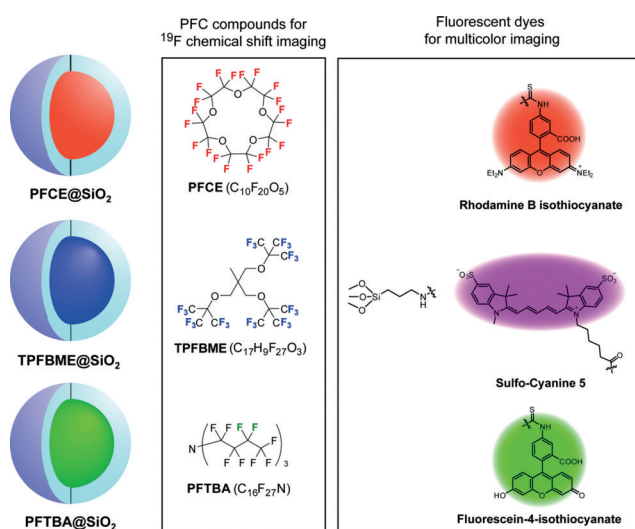 PFC compounds for
¹⁹F chemical shift imaging
Fluorescent dyes
for multicolor imaging
PFCE@SiO₂
PFCE (C₁₀F₂₀O₅)
Rhodamine B isothiocyanate
TPFBME@SiO₂
TPFBME (C₁₇H₉F₂₇O₃)
Sulfo-Cyanine 5
PFTBA@SiO₂
PFTBA (C₁₆F₂₇N)
Fluorescein-4-isothiocyanate